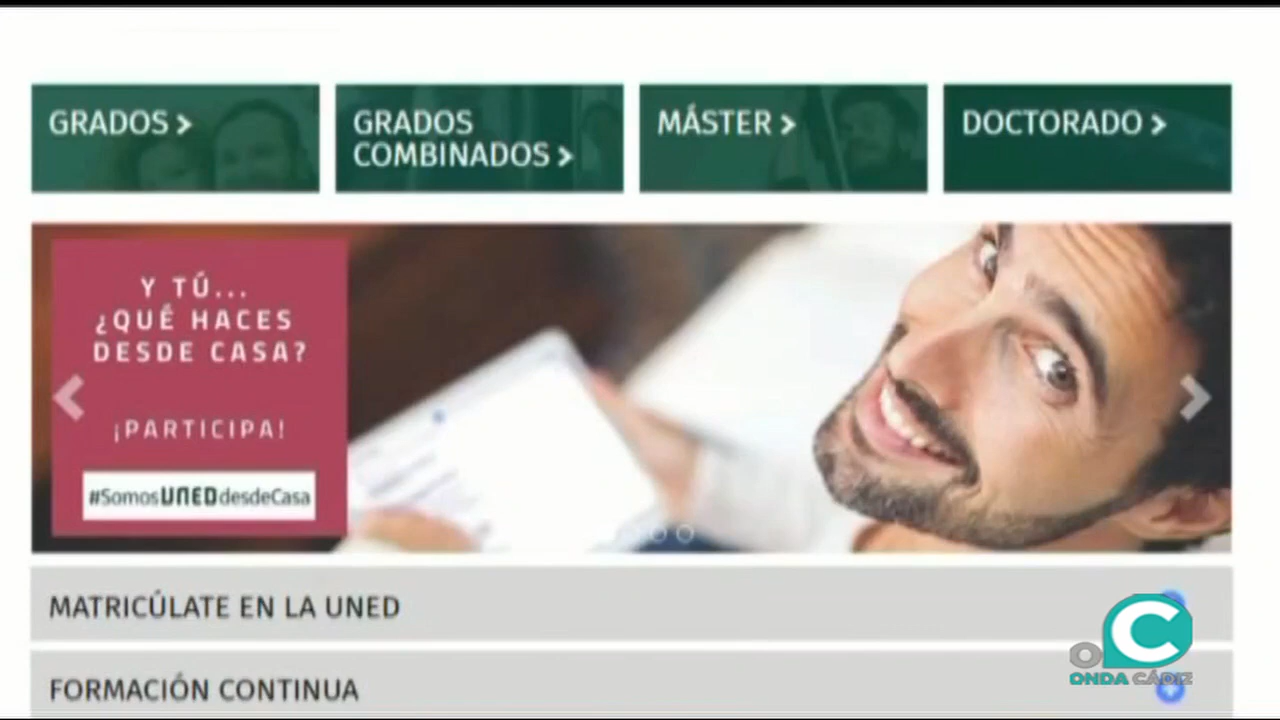 GRADOS >
GRADOS
COMBINADOS >
MÁSTER >
DOCTORADO >
Y TÚ...
¿QUÉ HACES
DESDE CASA?
¡PARTICIPA!
#SomosUNEDdesdeCasa
MATRICÚLATE EN LA UNED
FORMACIÓN CONTINUA
ONDA CÁDIZ